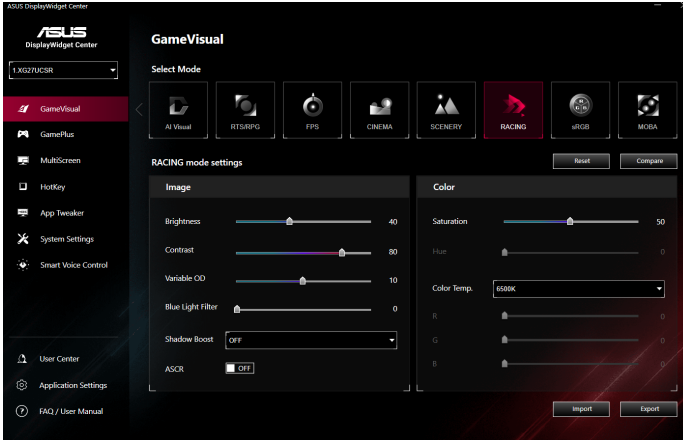 ASUS DisplayWidget Center
ASUS
DisplayWidget Center
1.XG27UCSR
GameVisual
GamePlus
MultiScreen
HotKey
App Tweaker
System Settings
Smart Voice Control
User Center
Application Settings
FAQ / User Manual
GameVisual
Select Mode
AI Visual RTS/RPG FPS CINEMA SCENERY RACING sRGB MOBA
RACING mode settings Reset Compare
Image
Brightness 40
Contrast 80
Variable OD 10
Blue Light Filter 0
Shadow Boost OFF
ASCR OFF
Color
Saturation 50
Hue 0
Color Temp. 6500K
R 0
G 0
B 0
Import Export